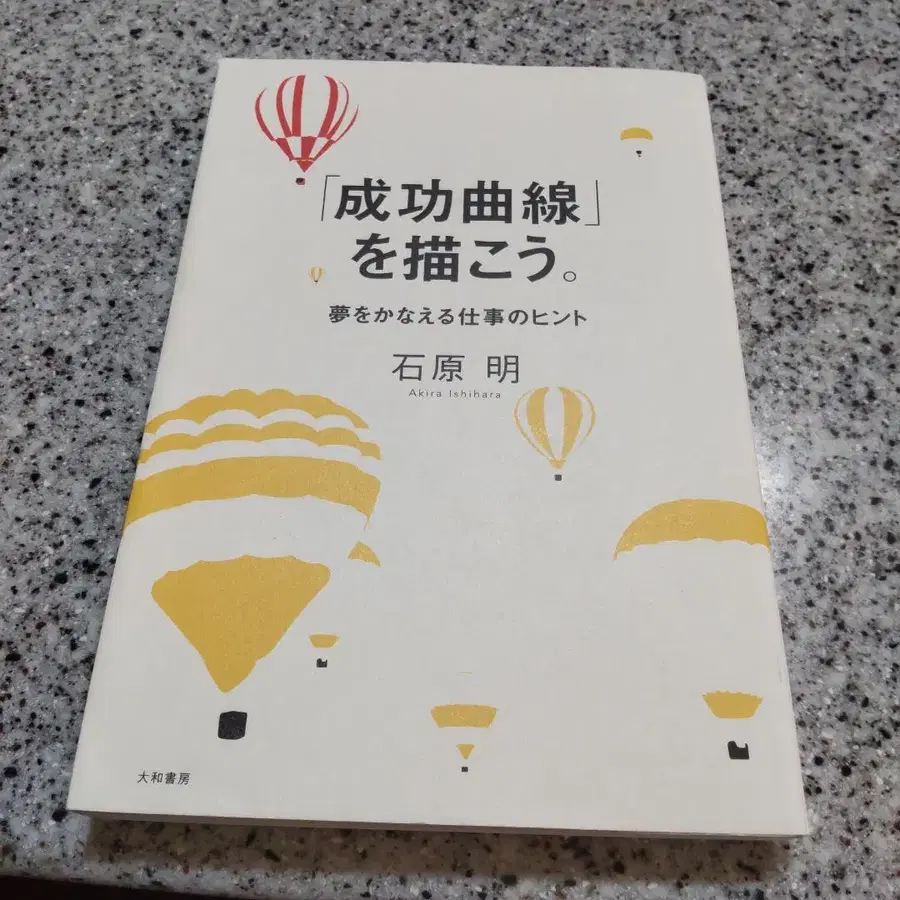 「成功曲線」
を描こう。
夢をかなえる仕事のヒント
石原 明
Akira Ishihara
大和書房